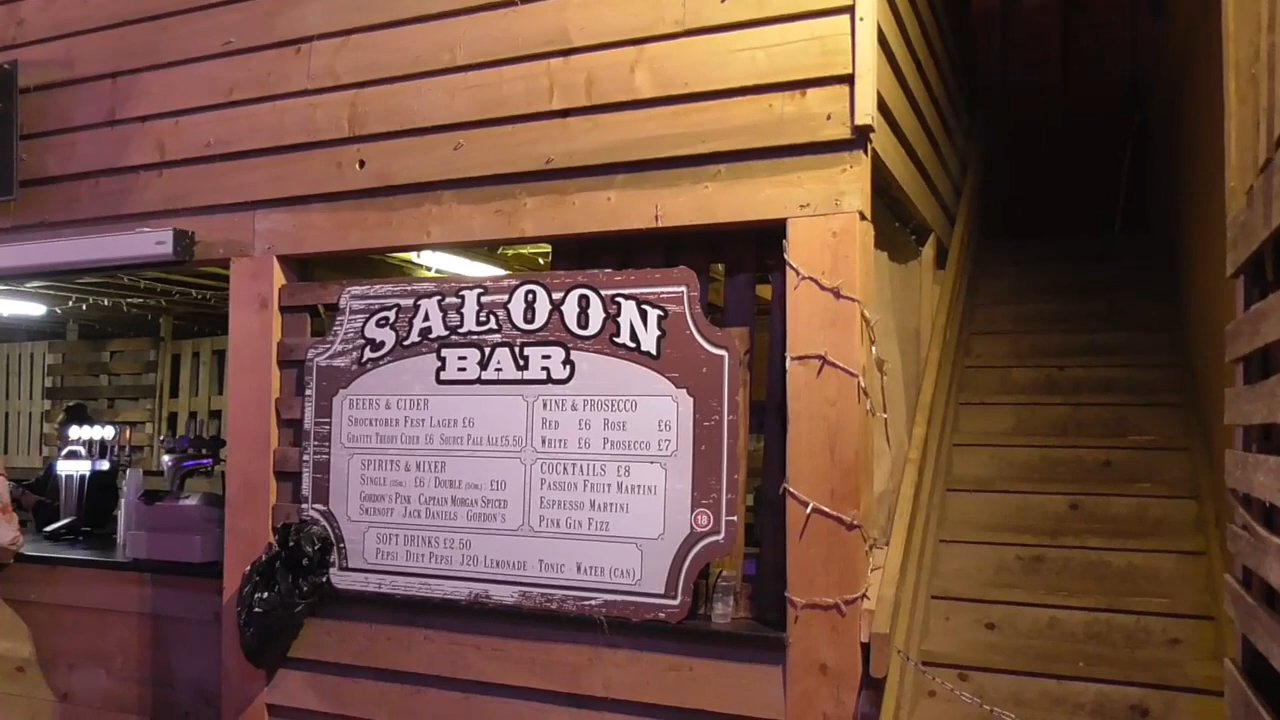 SALOON
BAR
BEERS & CIDER
SHOCKTOBER FEST LAGER £6
GRAVITY THEORY CIDER £6 SOURCE PALE ALE £5.50
WINE & PROSECCO
RED £6 ROSE £6
WHITE £6 PROSECCO £7
SPIRITS & MIXER
SINGLE (25ML) : £6 / DOUBLE (50ML) : £10
GORDON'S PINK · CAPTAIN MORGAN SPICED
SMIRNOFF · JACK DANIELS · GORDON'S
COCKTAILS £8
PASSION FRUIT MARTINI
ESPRESSO MARTINI
PINK GIN FIZZ
18
SOFT DRINKS £2.50
PEPSI · DIET PEPSI J20 · LEMONADE · TONIC · WATER (CAN)